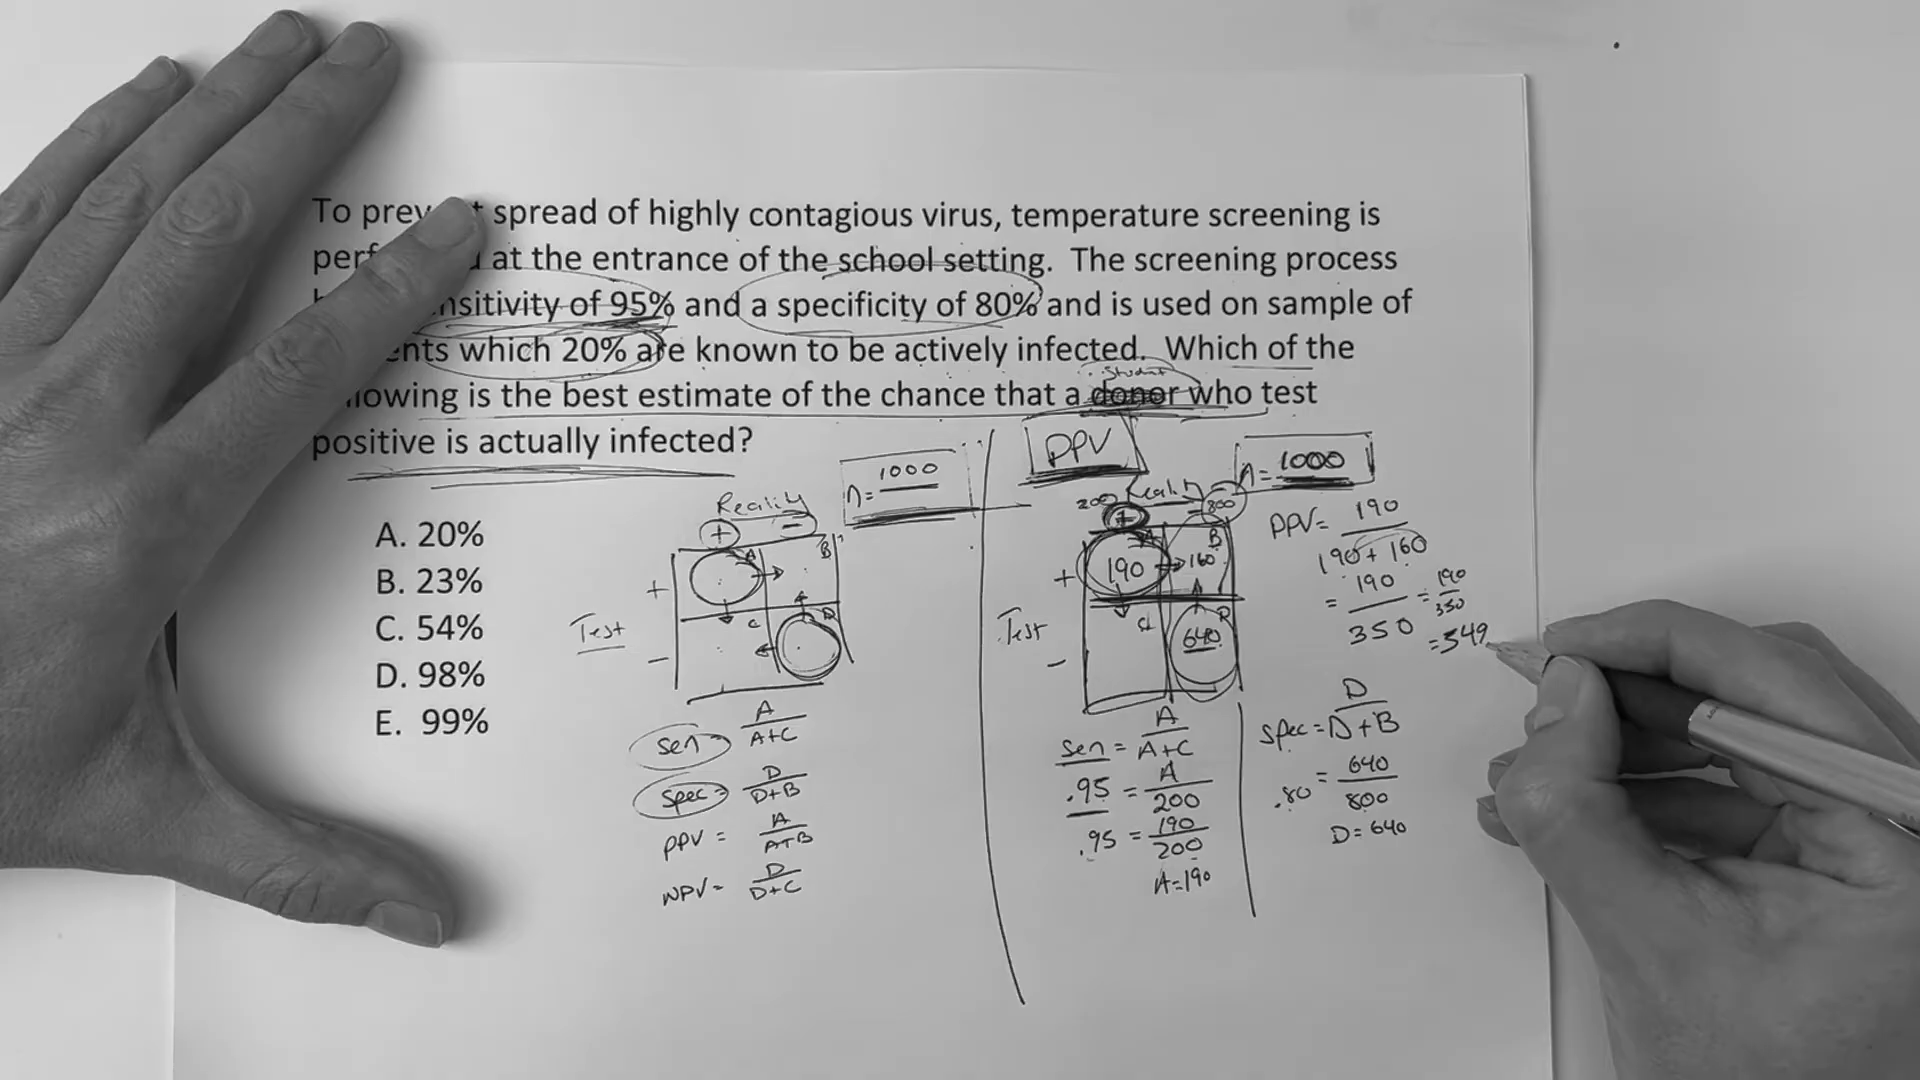 To prev t spread of highly contagious virus, temperature screening is
perf at the entrance of the school setting. The screening process
nsitivity of 95% and a specificity of 80% and is used on sample of
ents which 20% are known to be actively infected. Which of the
student
lowing is the best estimate of the chance that a donor who test
positive is actually infected?
A. 20%
B. 23%
C. 54%
D. 98%
E. 99%
n = 1000
Reality
+ −
A B
+
Test
C D
−
sen = A / A+C
spec = D / D+B
PPV = A / A+B
NPV = D / D+C
PPV
n = 1000
200 Reality 800
+ −
A B
+ 190 160
Test
C D
− 640
sen = A / A+C
.95 = A / 200
.95 = 190 / 200
A=190
PPV = 190 / 190 + 160
= 190 / 350 = 190 / 350
= 549
spec = D / D+B
.80 = 640 / 800
D = 640